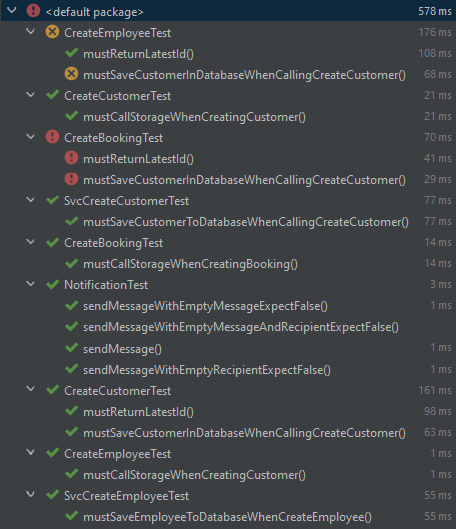 <default package> 578 ms
CreateEmployeeTest 176 ms
mustReturnLatestId() 108 ms
mustSaveCustomerInDatabaseWhenCallingCreateCustomer() 68 ms
CreateCustomerTest 21 ms
mustCallStorageWhenCreatingCustomer() 21 ms
CreateBookingTest 70 ms
mustReturnLatestId() 41 ms
mustSaveCustomerInDatabaseWhenCallingCreateCustomer() 29 ms
SvcCreateCustomerTest 77 ms
mustSaveCustomerToDatabaseWhenCallingCreateCustomer() 77 ms
CreateBookingTest 14 ms
mustCallStorageWhenCreatingBooking() 14 ms
NotificationTest 3 ms
sendMessageWithEmptyMessageExpectFalse() 1 ms
sendMessageWithEmptyMessageAndRecipientExpectFalse()
sendMessage() 1 ms
sendMessageWithEmptyRecipientExpectFalse() 1 ms
CreateCustomerTest 161 ms
mustReturnLatestId() 98 ms
mustSaveCustomerInDatabaseWhenCallingCreateCustomer() 63 ms
CreateEmployeeTest 1 ms
mustCallStorageWhenCreatingCustomer() 1 ms
SvcCreateEmployeeTest 55 ms
mustSaveEmployeeToDatabaseWhenCreateEmployee() 55 ms